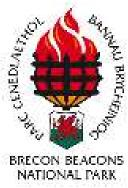 PARC CENEDLAETHOL
BANNAU BRYCHEINIOG
BRECON BEACONS
NATIONAL PARK